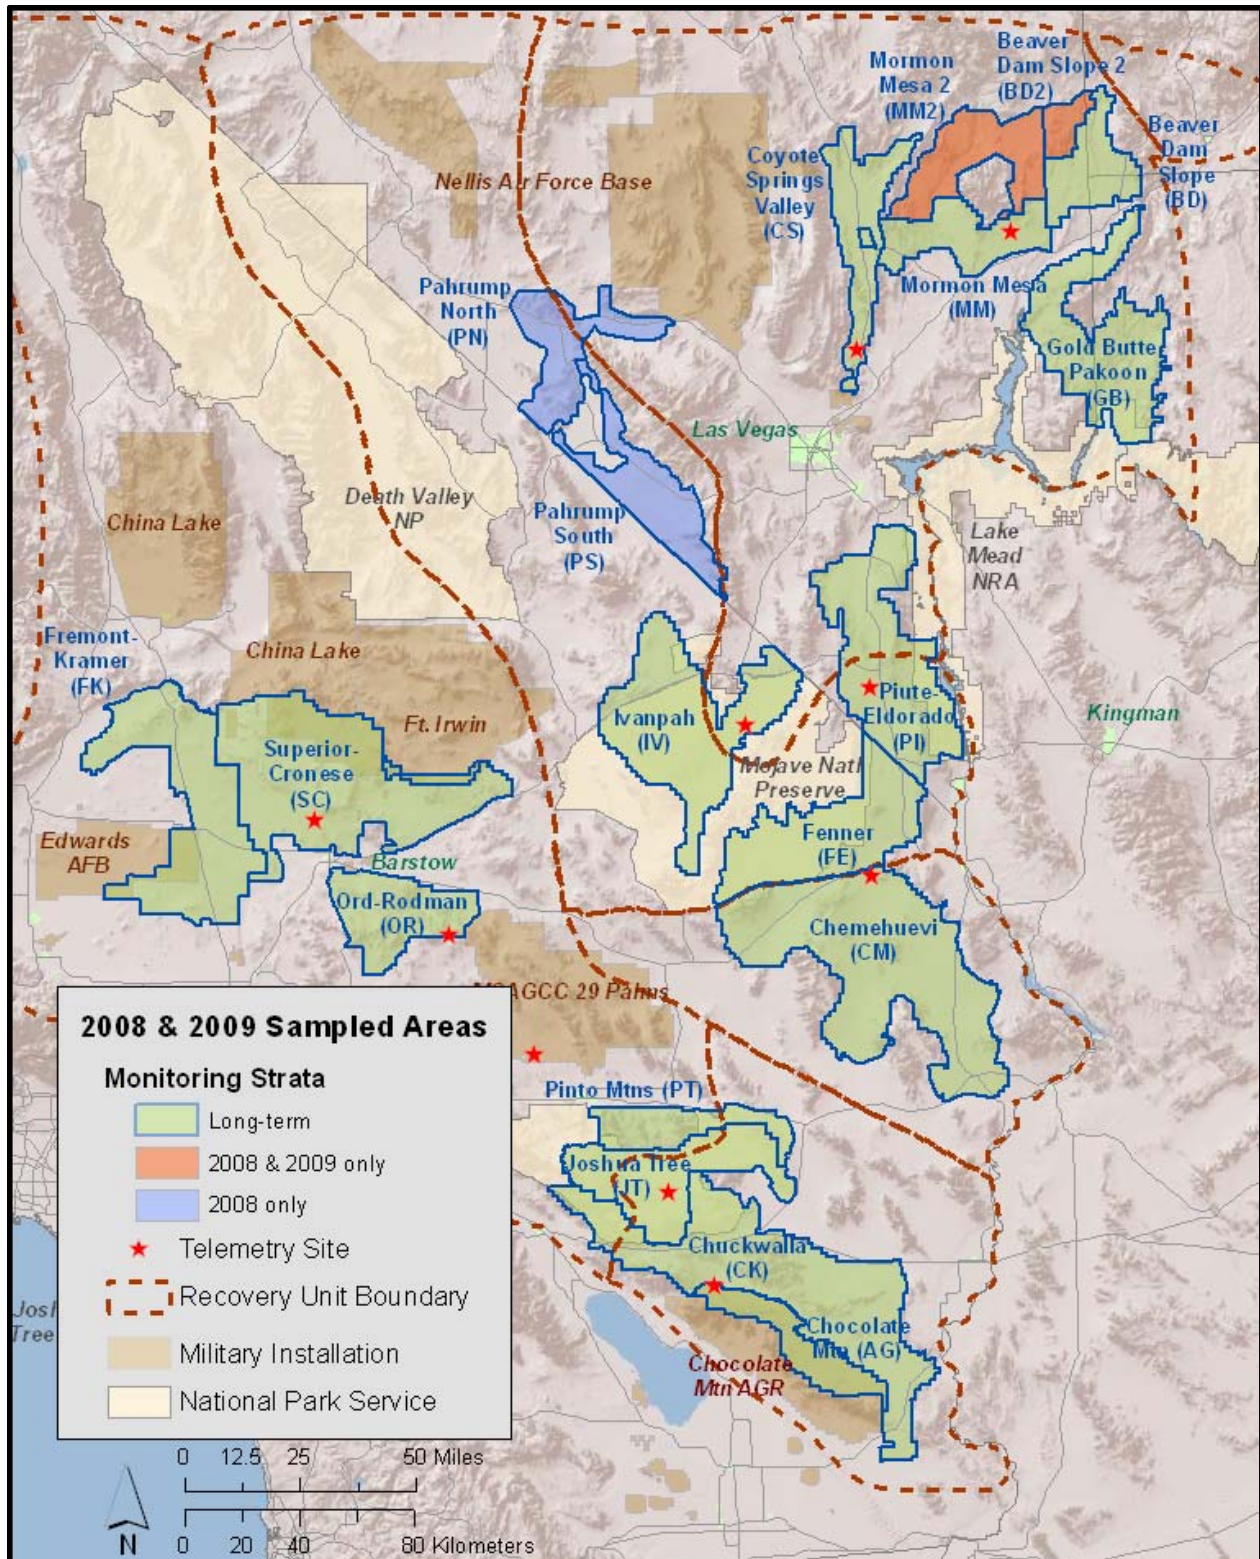 Beaver
Dam Slope 2
(BD2)
Mormon
Mesa 2
(MM2)
Beaver
Dam
Slope
(BD)
Coyote
Springs
Valley
(CS)
Nellis Air Force Base
Pahrump
North
(PN)
Mormon Mesa
(MM)
Gold Butte-
Pakoon
(GB)
Las Vegas
Death Valley
NP
China Lake
Pahrump
South
(PS)
Lake
Mead
NRA
Fremont-
Kramer
(FK)
China Lake
Ft. Irwin
Superior-
Cronese
(SC)
Ivanpah
(IV)
Piute-
Eldorado
(PI)
Kingman
Mojave Natl
Preserve
Edwards
AFB
Barstow
Fenner
(FE)
Ord-Rodman
(OR)
Chemehuevi
(CM)
MCAGCC 29 Palms
Pinto Mtns (PT)
Joshua Tree
(JT)
Chuckwalla
(CK)
Chocolate
Mtn (AG)
Chocolate
Mtn AGR
Josh
Tree
2008 & 2009 Sampled Areas
Monitoring Strata
Long-term
2008 & 2009 only
2008 only
Telemetry Site
Recovery Unit Boundary
Military Installation
National Park Service
0 12.5 25 50 Miles
0 20 40 80 Kilometers
N